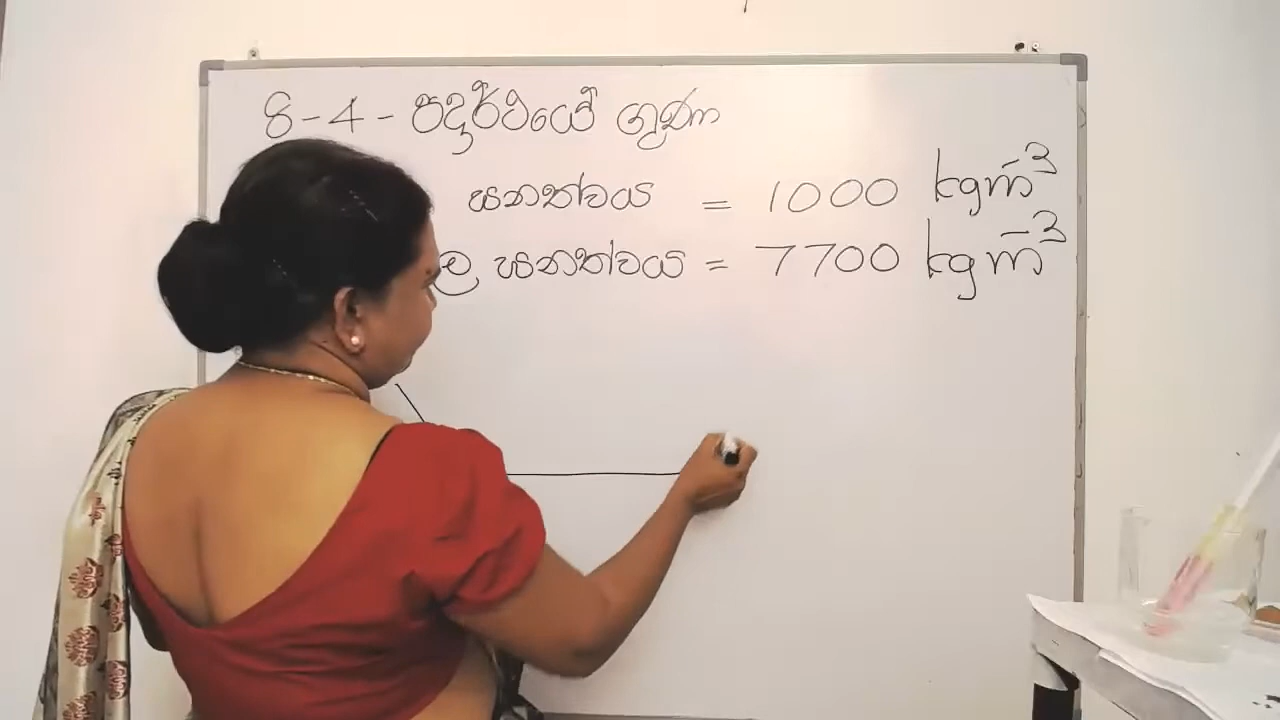 8-4- පදාර්ථයේ ගුණ
ඝනත්වය = 1000 kgm⁻³
ඝනත්වය = 7700 kgm⁻³